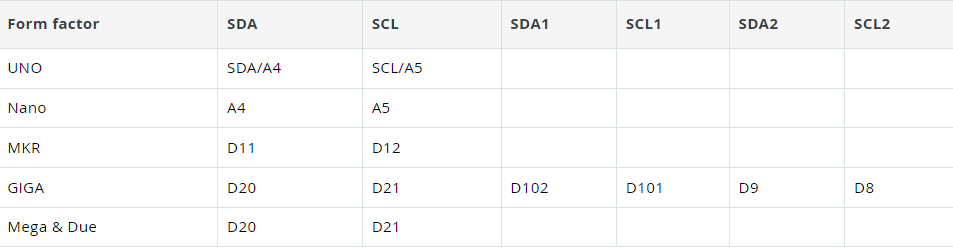 Form factor SDA SCL SDA1 SCL1 SDA2 SCL2
UNO SDA/A4 SCL/A5
Nano A4 A5
MKR D11 D12
GIGA D20 D21 D102 D101 D9 D8
Mega & Due D20 D21